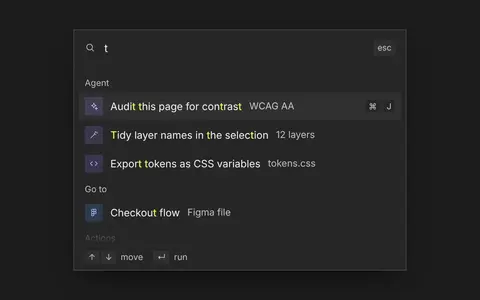 t esc
Agent
Audit this page for contrast WCAG AA ⌘ J
Tidy layer names in the selection 12 layers
Export tokens as CSS variables tokens.css
Go to
Checkout flow Figma file
Actions
↑ ↓ move ↵ run